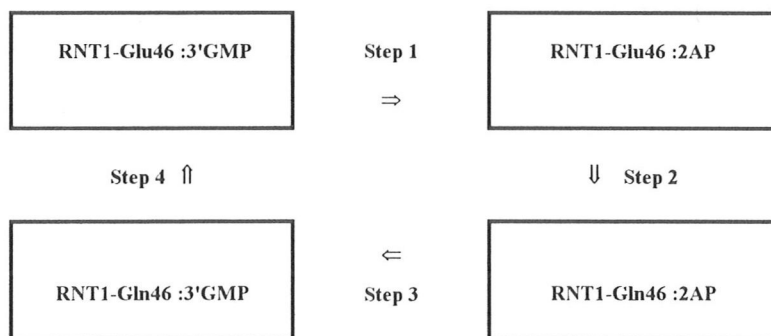 RNT1-Glu46 :3'GMP
Step 1
⇒
RNT1-Glu46 :2AP
Step 4 ⇑
⇓ Step 2
RNT1-Gln46 :3'GMP
⇐
Step 3
RNT1-Gln46 :2AP